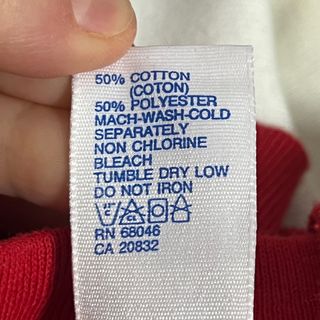 50% COTTON
(COTON)
50% POLYESTER
MACH-WASH-COLD
SEPARATELY
NON CHLORINE
BLEACH
TUMBLE DRY LOW
DO NOT IRON
CL
RN 68046
CA 20832